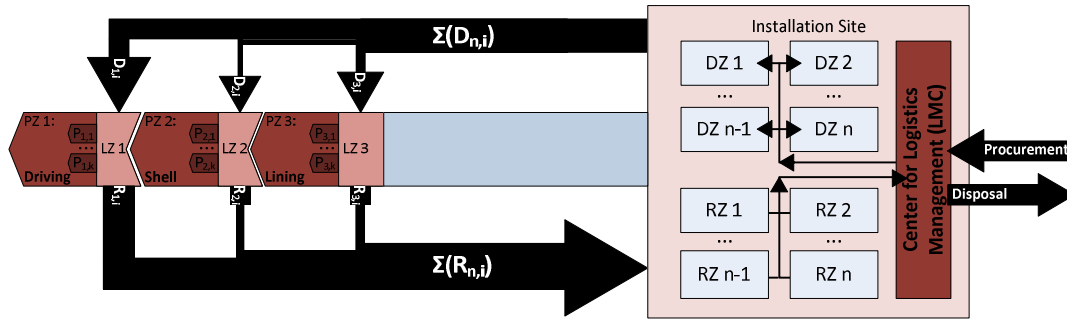 Σ(Dn,i)
D1,i
D2,i
D3,i
PZ 1:
P1,1
...
P1,k
Driving
LZ 1
PZ 2:
P2,1
...
P2,k
Shell
LZ 2
PZ 3:
P3,1
...
P3,k
Lining
LZ 3
R1,i
R2,i
R3,i
Σ(Rn,i)
Installation Site
DZ 1
DZ 2
...
...
DZ n-1
DZ n
RZ 1
RZ 2
...
...
RZ n-1
RZ n
Center for Logistics
Management (LMC)
Procurement
Disposal